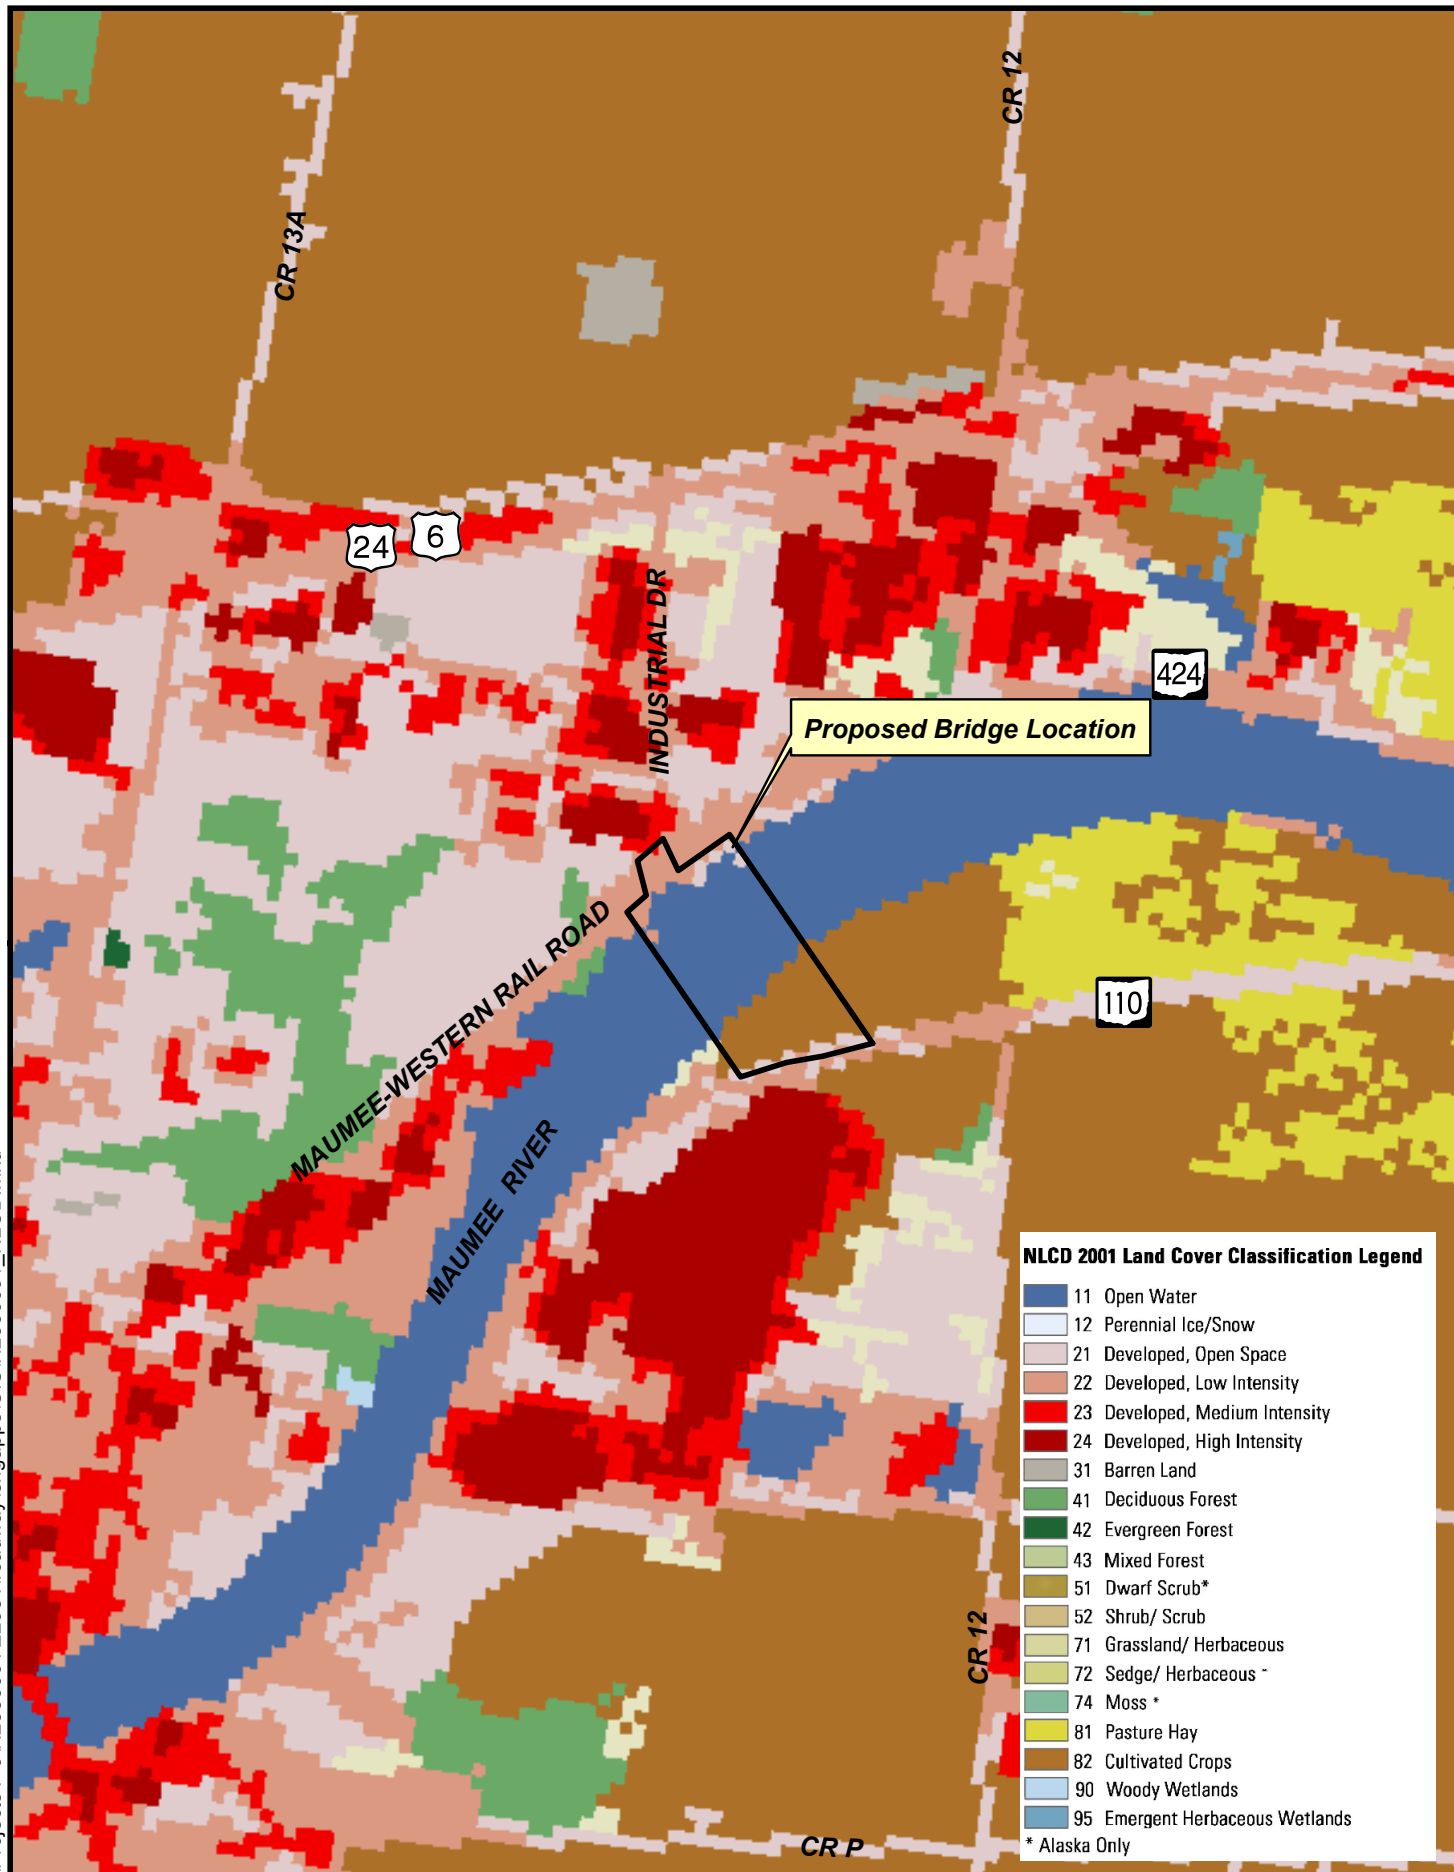 CR 12
CR 13A
24
6
INDUSTRIAL DR
424
Proposed Bridge Location
MAUMEE-WESTERN RAIL ROAD
110
MAUMEE RIVER
NLCD 2001 Land Cover Classification Legend
11 Open Water
12 Perennial Ice/Snow
21 Developed, Open Space
22 Developed, Low Intensity
23 Developed, Medium Intensity
24 Developed, High Intensity
31 Barren Land
41 Deciduous Forest
42 Evergreen Forest
43 Mixed Forest
51 Dwarf Scrub*
52 Shrub/ Scrub
71 Grassland/ Herbaceous
72 Sedge/ Herbaceous *
74 Moss *
81 Pasture Hay
82 Cultivated Crops
90 Woody Wetlands
95 Emergent Herbaceous Wetlands
* Alaska Only
CR 12
CR P